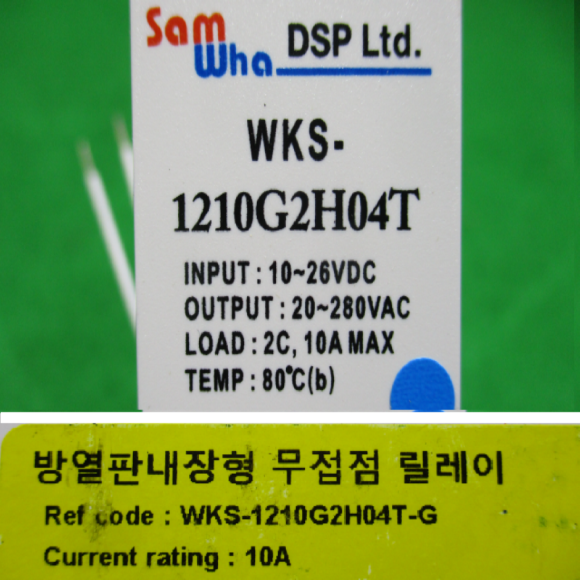 Sam Wha DSP Ltd.
WKS-
1210G2H04T
INPUT : 10~26VDC
OUTPUT : 20~280VAC
LOAD : 2C, 10A MAX
TEMP : 80℃(b)
방열판내장형 무접점 릴레이
Ref code : WKS-1210G2H04T-G
Current rating : 10A